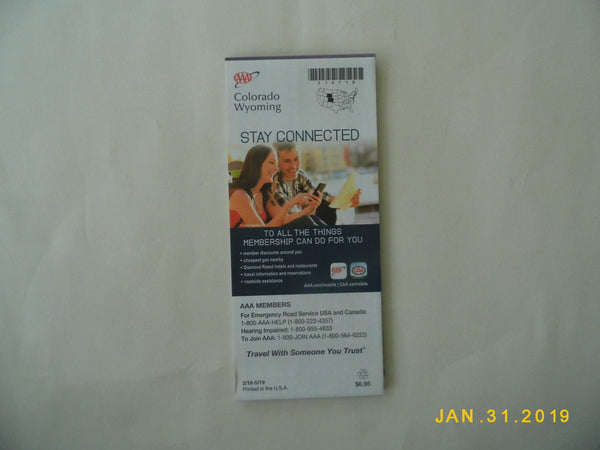 AAA
Colorado
Wyoming
510718
STAY CONNECTED
TO ALL THE THINGS
MEMBERSHIP CAN DO FOR YOU
• member discounts around you
• cheapest gas nearby
• Diamond Rated hotels and restaurants
• travel information and reservations
• roadside assistance
AAA.com/mobile | CAA.ca/mobile
AAA MEMBERS
For Emergency Road Service USA and Canada:
1-800-AAA-HELP (1-800-222-4357)
Hearing Impaired: 1-800-955-4833
To Join AAA: 1-800-JOIN AAA (1-800-564-6222)
Travel With Someone You Trust
Printed in the U.S.A.
$6.95
JAN.31.2019